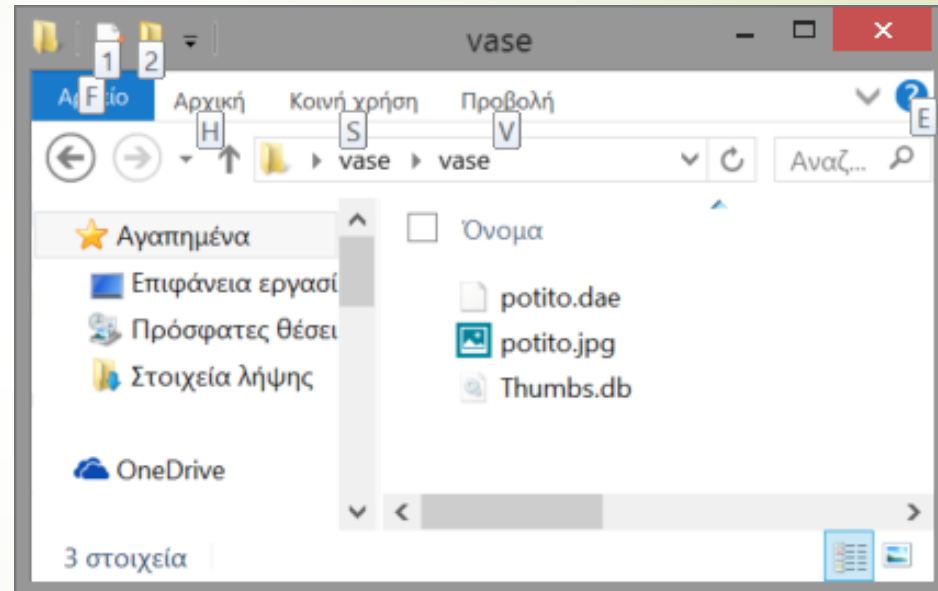 vase
1 2
Αρχείο F
Αρχική Κοινή χρήση Προβολή
H S V E
vase vase Αναζ...
Αγαπημένα
Όνομα
Επιφάνεια εργασί
potito.dae
Πρόσφατες θέσει
potito.jpg
Στοιχεία λήψης
Thumbs.db
OneDrive
3 στοιχεία